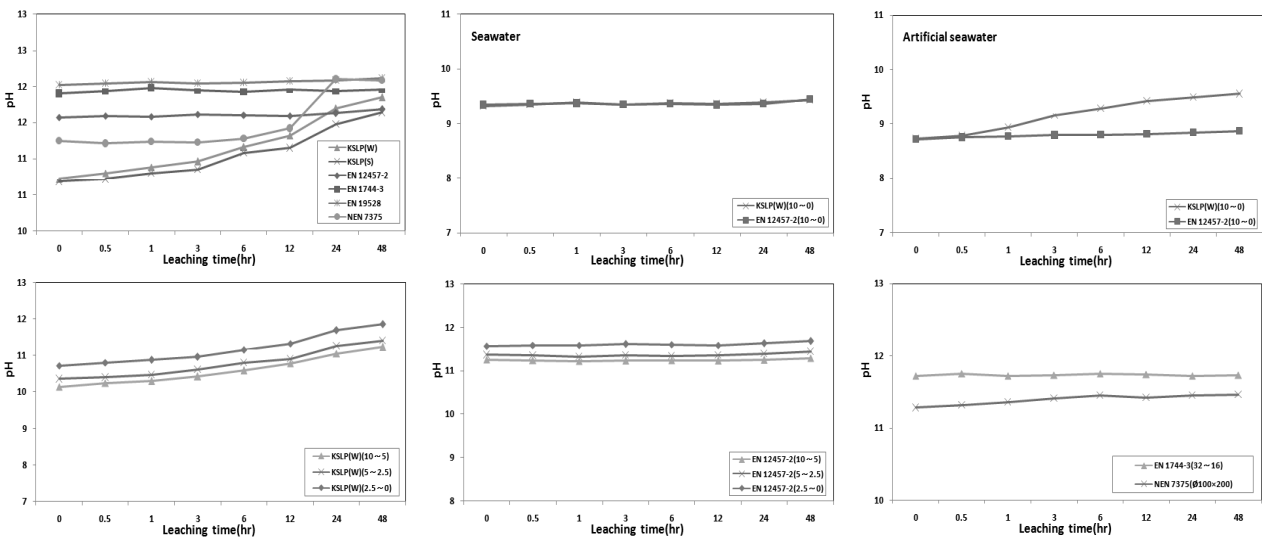 13
13
12
12
11
11
10
pH
KSLP(W)
KSLP(S)
EN 12457-2
EN 1744-3
EN 19528
NEN 7375
0 0.5 1 3 6 12 24 48
Leaching time(hr)
Seawater
11
10
9
8
7
pH
KSLP(W)(10~0)
EN 12457-2(10~0)
0 0.5 1 3 6 12 24 48
Leaching time(hr)
Artificial seawater
11
10
9
8
7
pH
KSLP(W)(10~0)
EN 12457-2(10~0)
0 0.5 1 3 6 12 24 48
Leaching time(hr)
13
12
11
10
9
8
7
pH
KSLP(W)(10~5)
KSLP(W)(5~2.5)
KSLP(W)(2.5~0)
0 0.5 1 3 6 12 24 48
Leaching time(hr)
13
12
11
10
9
8
pH
EN 12457-2(10~5)
EN 12457-2(5~2.5)
EN 12457-2(2.5~0)
0 0.5 1 3 6 12 24 48
Leaching time(hr)
13
12
11
10
pH
EN 1744-3(32~16)
NEN 7375(Ø100×200)
0 0.5 1 3 6 12 24 48
Leaching time(hr)